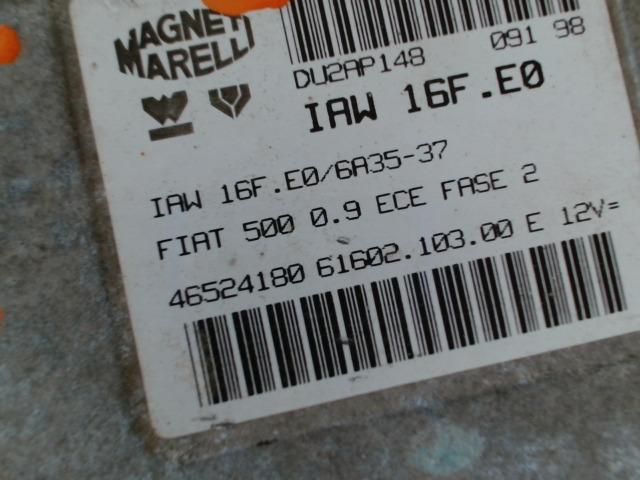 MAGNETI
MARELLI
DU2AP148 091 98
IAW 16F.E0
IAW 16F.E0/6A35-37
FIAT 500 0.9 ECE FASE 2
46524180 61602.103.00 E 12V=